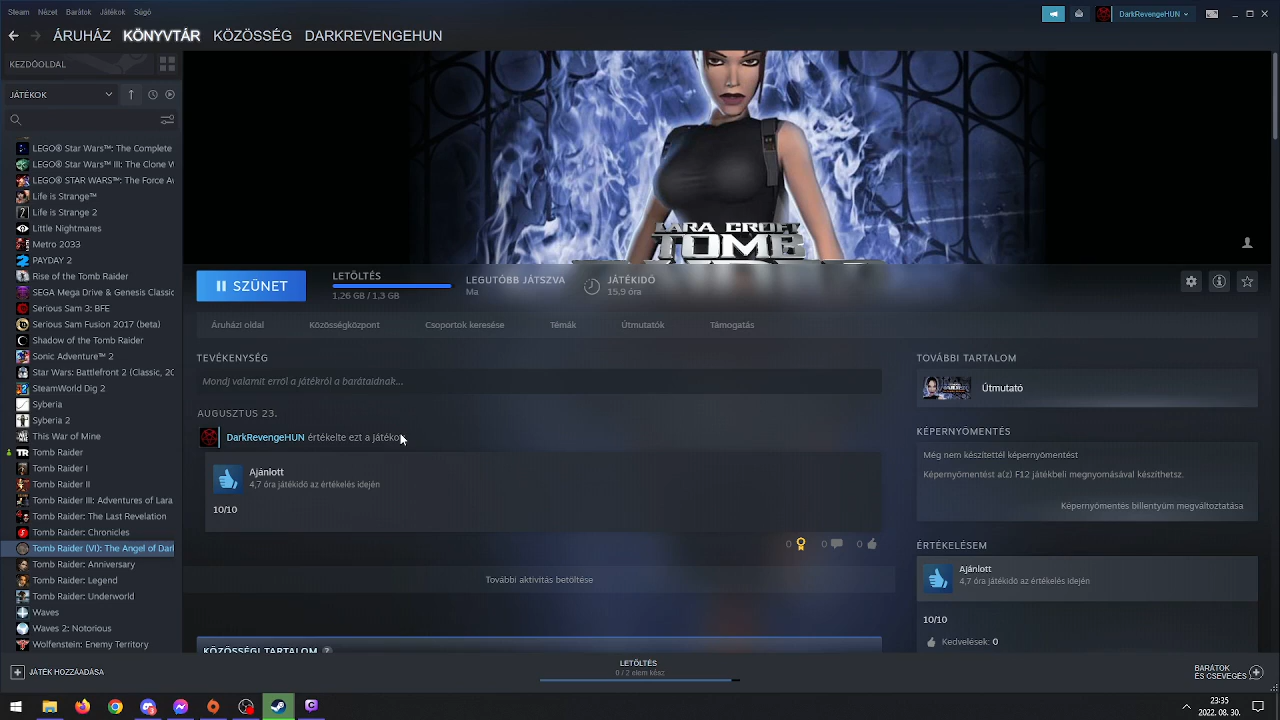 Steam Nézet Barátok Játékok Súgó
DarkRevengeHUN
ÁRUHÁZ KÖNYVTÁR KÖZÖSSÉG DARKREVENGEHUN
KEZDŐOLDAL
JÁTÉKOK
LEGO® Star Wars™: The Complete
LEGO® Star Wars™ III: The Clone W
LEGO® STAR WARS™: The Force Aw
Life is Strange™
Life is Strange 2
Little Nightmares
Metro 2033
PAYDAY 2
Rise of the Tomb Raider
SEGA Mega Drive & Genesis Classic
Serious Sam 3: BFE
Serious Sam Fusion 2017 (beta)
Shadow of the Tomb Raider
Sonic Adventure™ 2
Star Wars: Battlefront 2 (Classic, 20
SteamWorld Dig 2
Syberia
Syberia 2
This War of Mine
Tomb Raider
Tomb Raider I
Tomb Raider II
Tomb Raider III: Adventures of Lara
Tomb Raider: The Last Revelation
Tomb Raider: Chronicles
Tomb Raider (VI): The Angel of Dark
Tomb Raider: Anniversary
Tomb Raider: Legend
Tomb Raider: Underworld
Waves
Waves 2: Notorious
Wolfenstein: Enemy Territory
JÁTÉK HOZZÁADÁSA
LARA CROFT
TOMB
SZÜNET
LETÖLTÉS
1,26 GB / 1,3 GB
LEGUTÓBB JÁTSZVA
Ma
JÁTÉKIDŐ
15,9 óra
Áruházi oldal Közösségközpont Csoportok keresése Témák Útmutatók Támogatás
TEVÉKENYSÉG
Mondj valamit erről a játékról a barátaidnak...
AUGUSZTUS 23.
DarkRevengeHUN értékelte ezt a játékot
Ajánlott
4,7 óra játékidő az értékelés idején
10/10
0 0 0
További aktivitás betöltése
KÖZÖSSÉGI TARTALOM ?
TOVÁBBI TARTALOM
Útmutató
KÉPERNYŐMENTÉS
Még nem készítettél képernyőmentést
Képernyőmentést a(z) F12 játékbeli megnyomásával készíthetsz.
Képernyőmentés billentyűm megváltoztatása
ÉRTÉKELÉSEM
Ajánlott
4,7 óra játékidő az értékelés idején
10/10
Kedvelések: 0
LETÖLTÉS
0 / 2 elem kész
BARÁTOK
ÉS CSEVEJ
23:35
2022. 08. 30.